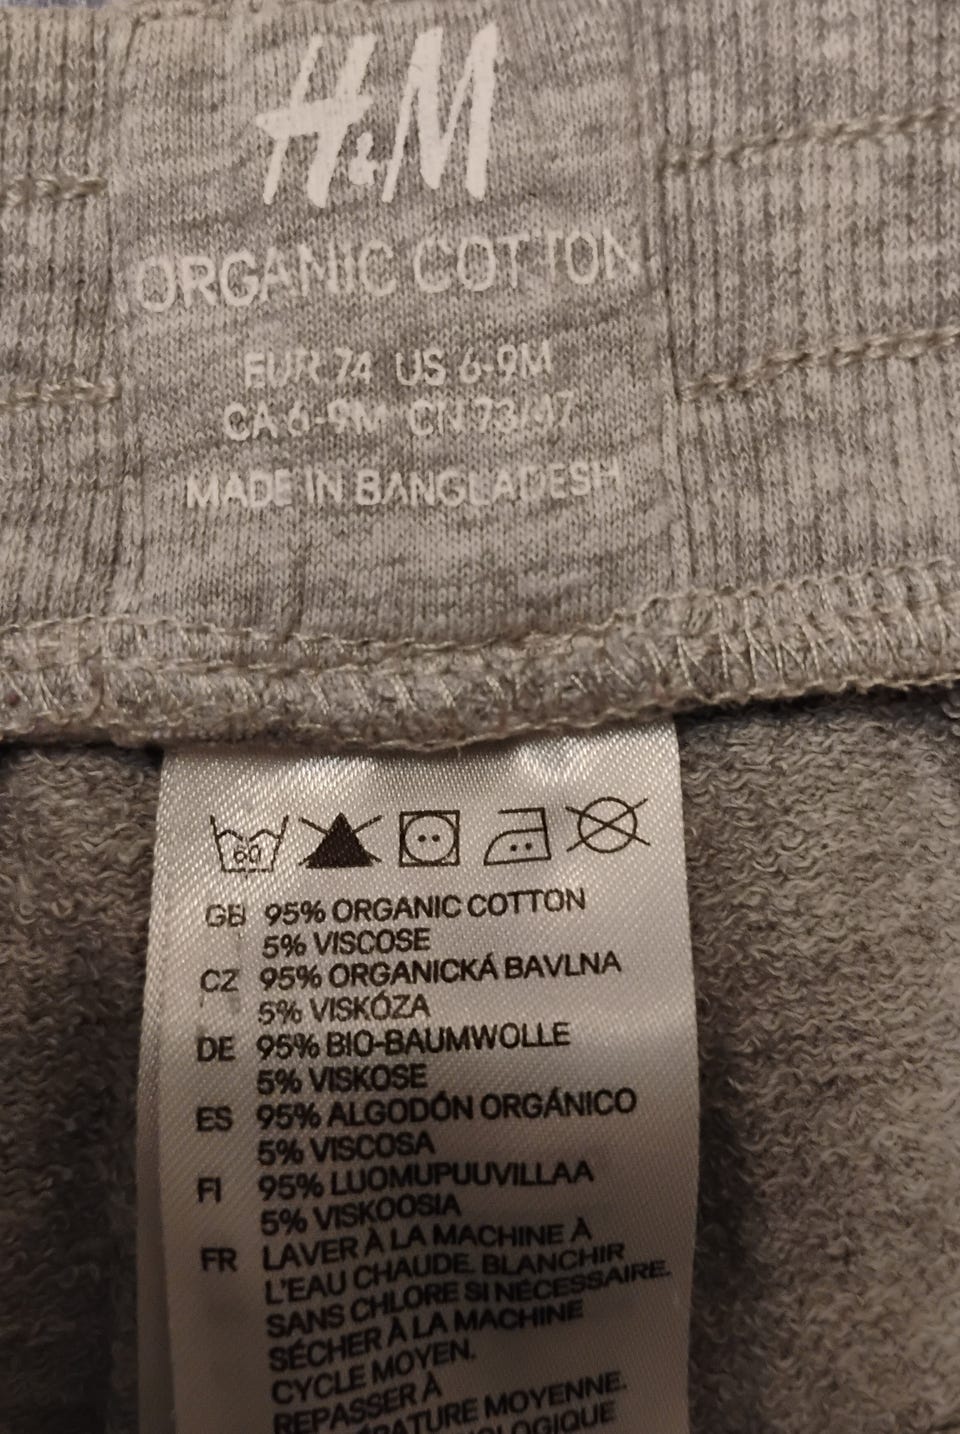 H&M
ORGANIC COTTON
EUR 74 US 6-9M
CA 6-9M CN 73/47
MADE IN BANGLADESH
60
GB 95% ORGANIC COTTON
5% VISCOSE
CZ 95% ORGANICKÁ BAVLNA
5% VISKÓZA
DE 95% BIO-BAUMWOLLE
5% VISKOSE
ES 95% ALGODÓN ORGÁNICO
5% VISCOSA
FI 95% LUOMUPUUVILLAA
5% VISKOOSIA
FR LAVER À LA MACHINE À
L'EAU CHAUDE. BLANCHIR
SANS CHLORE SI NÉCESSAIRE.
SÉCHER À LA MACHINE
CYCLE MOYEN.
REPASSER À
MOYENNE.